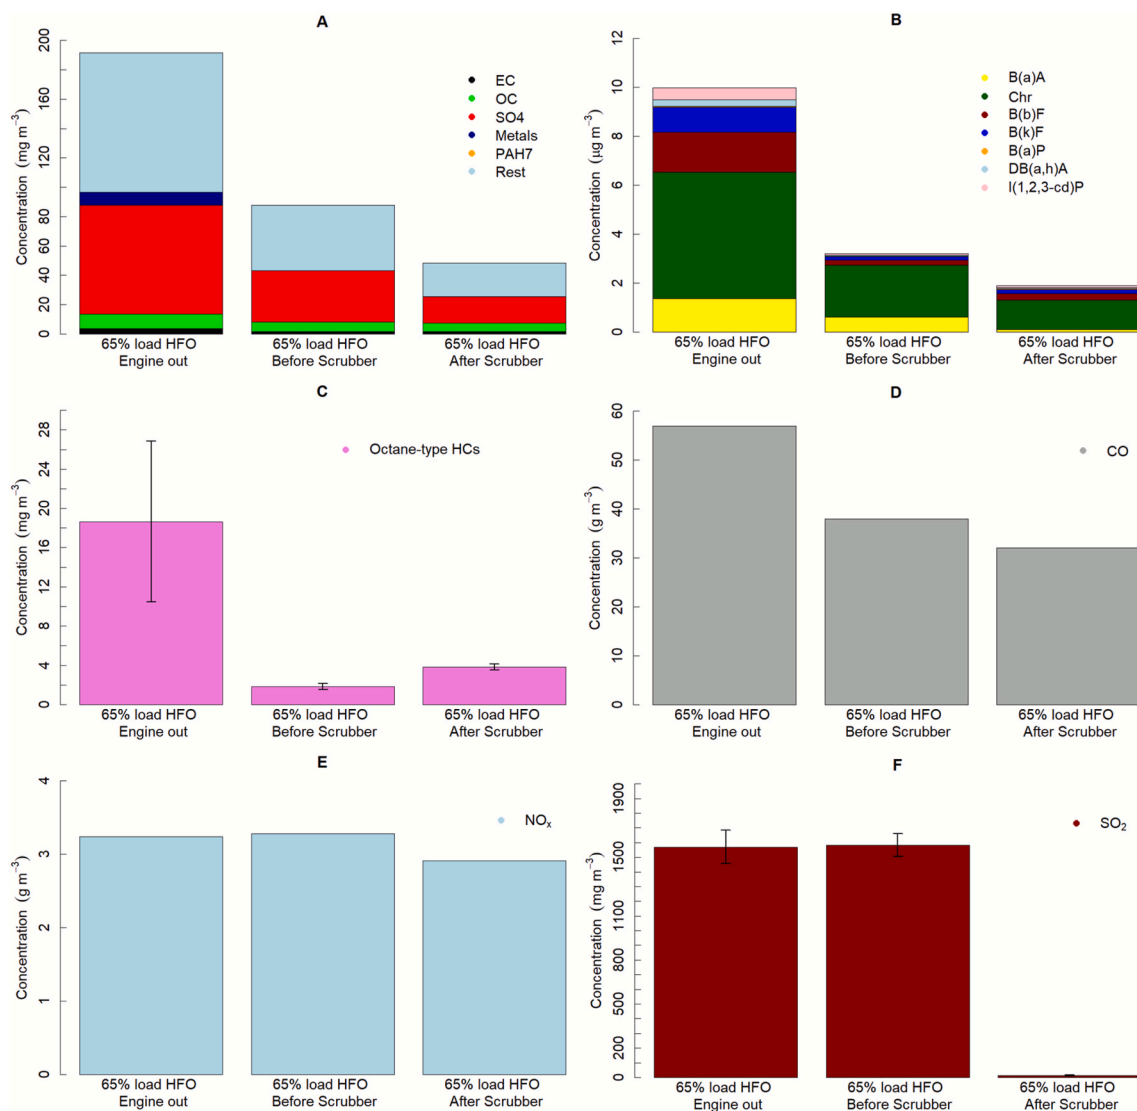 A
Concentration (mg m⁻³)
200
160
120
80
60
40
20
0
EC
OC
SO4
Metals
PAH7
Rest
65% load HFO
Engine out
65% load HFO
Before Scrubber
65% load HFO
After Scrubber
B
Concentration (µg m⁻³)
12
10
8
6
4
2
0
B(a)A
Chr
B(b)F
B(k)F
B(a)P
DB(a,h)A
I(1,2,3-cd)P
65% load HFO
Engine out
65% load HFO
Before Scrubber
65% load HFO
After Scrubber
C
Concentration (mg m⁻³)
28
24
20
16
12
8
4
0
Octane-type HCs
65% load HFO
Engine out
65% load HFO
Before Scrubber
65% load HFO
After Scrubber
D
Concentration (g m⁻³)
60
50
40
30
20
10
0
CO
65% load HFO
Engine out
65% load HFO
Before Scrubber
65% load HFO
After Scrubber
E
Concentration (g m⁻³)
4
3
2
1
0
NOₓ
65% load HFO
Engine out
65% load HFO
Before Scrubber
65% load HFO
After Scrubber
F
Concentration (mg m⁻³)
1900
1500
1100
800
500
200
0
SO₂
65% load HFO
Engine out
65% load HFO
Before Scrubber
65% load HFO
After Scrubber